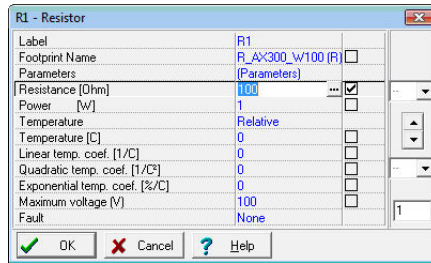 R1 - Resistor
Label R1
Footprint Name R_AX300_W100 (R)
Parameters (Parameters)
Resistance [Ohm] 100 ...
Power [W] 1
Temperature Relative
Temperature [C] 0
Linear temp. coef. [1/C] 0
Quadratic temp. coef. [1/C²] 0
Exponential temp. coef. [%/C] 0
Maximum voltage (V) 100
Fault None
--
--
1
OK Cancel ? Help